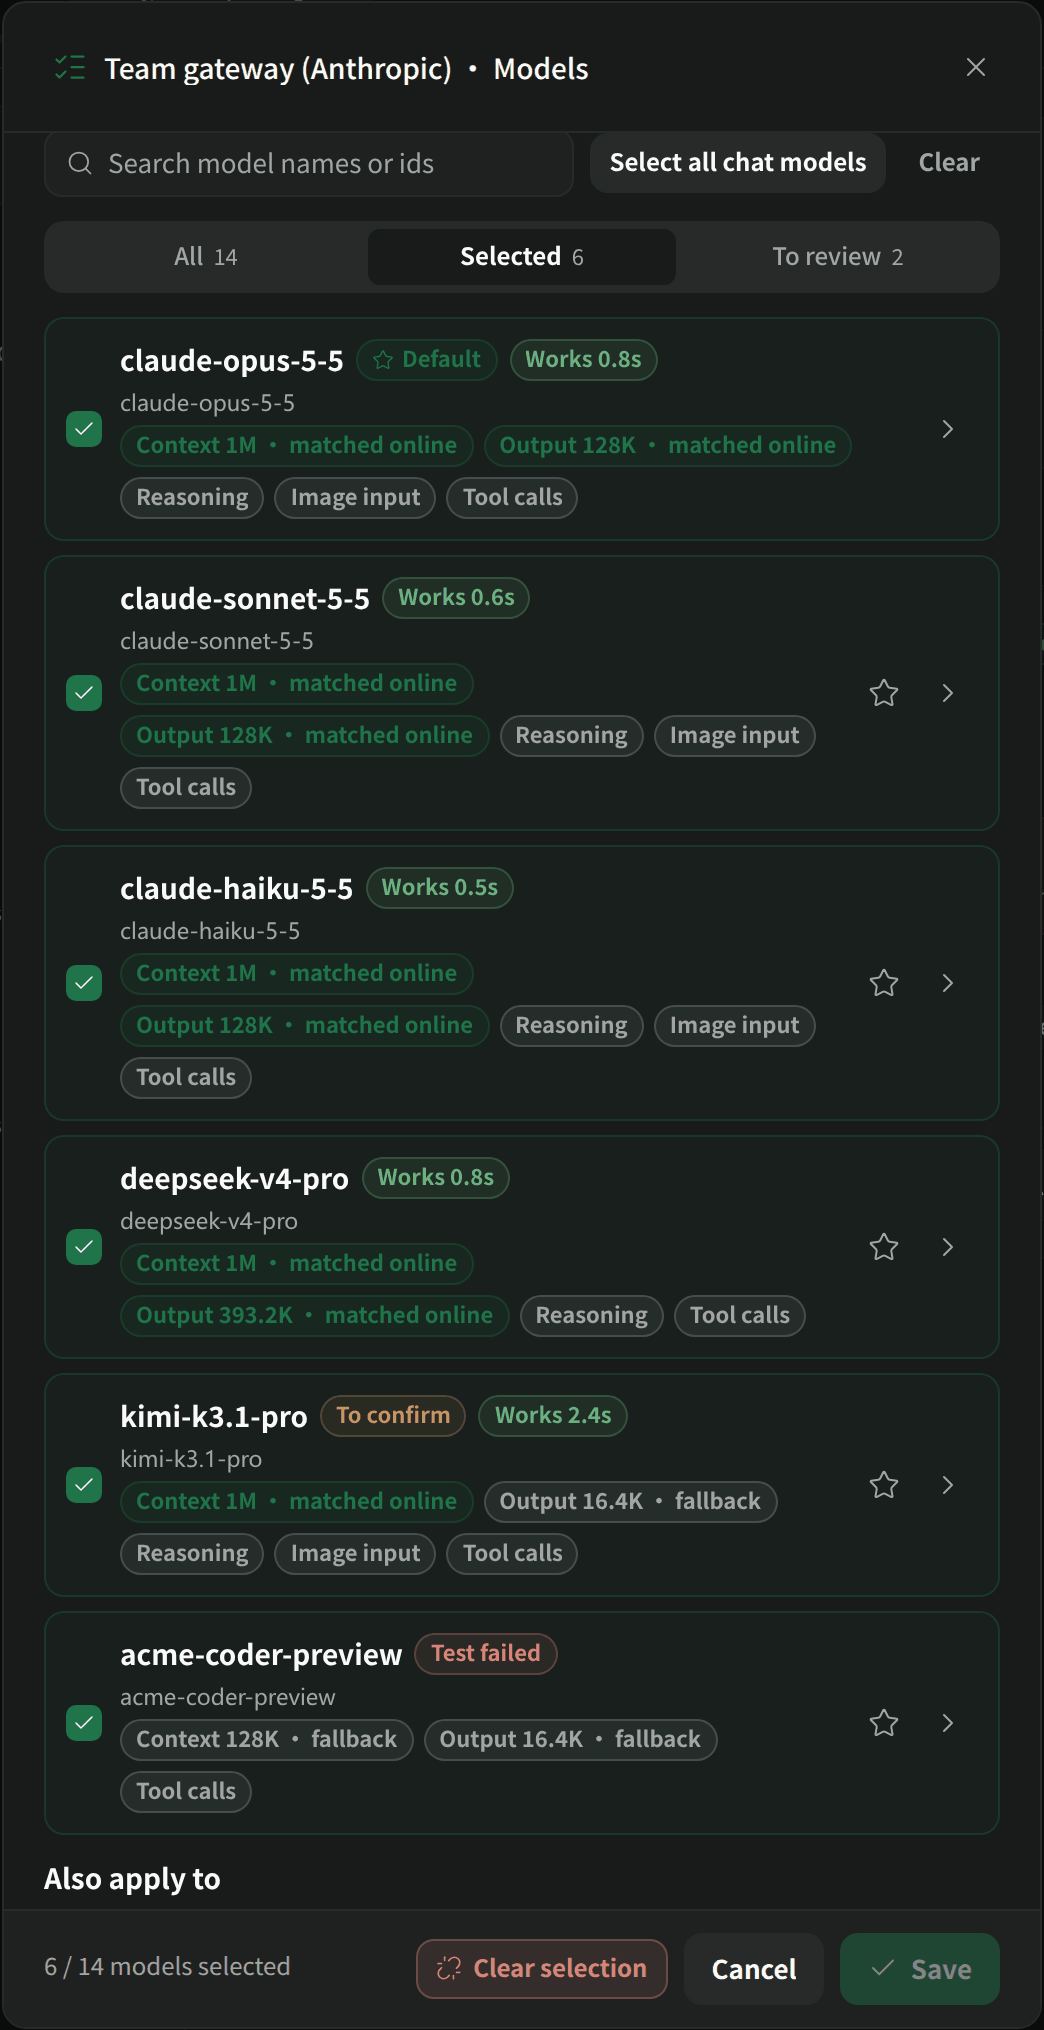 Team gateway (Anthropic) • Models
Search model names or ids
Select all chat models
Clear
All 14
Selected 6
To review 2
claude-opus-5-5 Default Works 0.8s
claude-opus-5-5
Context 1M • matched online Output 128K • matched online
Reasoning Image input Tool calls
claude-sonnet-5-5 Works 0.6s
claude-sonnet-5-5
Context 1M • matched online
Output 128K • matched online Reasoning Image input
Tool calls
claude-haiku-5-5 Works 0.5s
claude-haiku-5-5
Context 1M • matched online
Output 128K • matched online Reasoning Image input
Tool calls
deepseek-v4-pro Works 0.8s
deepseek-v4-pro
Context 1M • matched online
Output 393.2K • matched online Reasoning Tool calls
kimi-k3.1-pro To confirm Works 2.4s
kimi-k3.1-pro
Context 1M • matched online Output 16.4K • fallback
Reasoning Image input Tool calls
acme-coder-preview Test failed
acme-coder-preview
Context 128K • fallback Output 16.4K • fallback
Tool calls
Also apply to
6 / 14 models selected
Clear selection
Cancel
Save